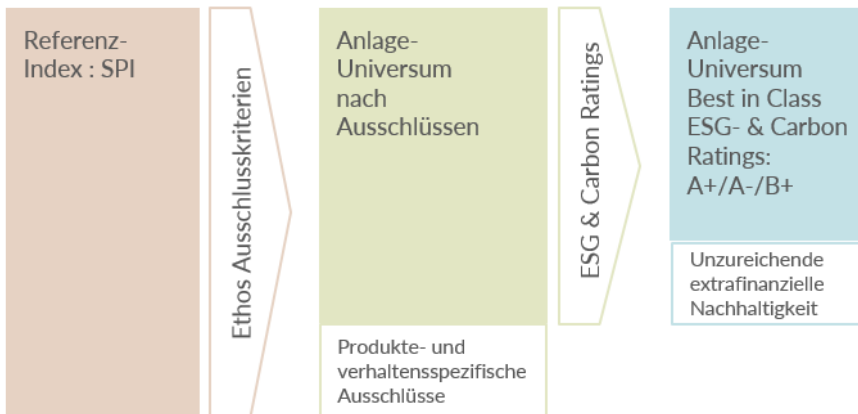 Referenz-
Index : SPI
Ethos Ausschlusskriterien
Anlage-
Universum
nach
Ausschlüssen
Produkte- und
verhaltensspezifische
Ausschlüsse
ESG & Carbon Ratings
Anlage-
Universum
Best in Class
ESG- & Carbon
Ratings:
A+/A-/B+
Unzureichende
extrafinanzielle
Nachhaltigkeit